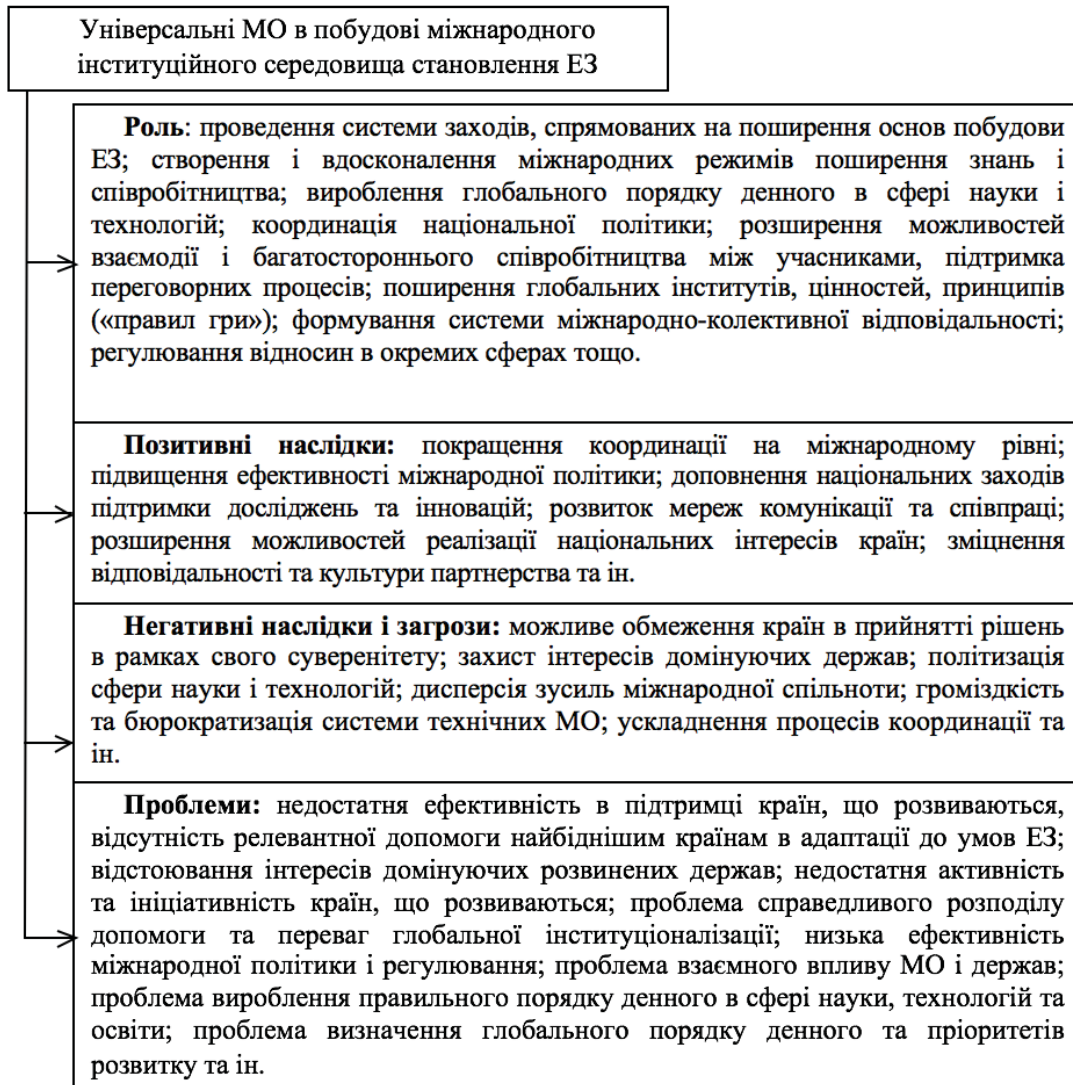 Універсальні МО в побудові міжнародного
інституційного середовища становлення ЕЗ
Роль: проведення системи заходів, спрямованих на поширення основ побудови
ЕЗ; створення і вдосконалення міжнародних режимів поширення знань і
співробітництва; вироблення глобального порядку денного в сфері науки і
технологій; координація національної політики; розширення можливостей
взаємодії і багатостороннього співробітництва між учасниками, підтримка
переговорних процесів; поширення глобальних інститутів, цінностей, принципів
(«правил гри»); формування системи міжнародно-колективної відповідальності;
регулювання відносин в окремих сферах тощо.
Позитивні наслідки: покращення координації на міжнародному рівні;
підвищення ефективності міжнародної політики; доповнення національних заходів
підтримки досліджень та інновацій; розвиток мереж комунікації та співпраці;
розширення можливостей реалізації національних інтересів країн; зміцнення
відповідальності та культури партнерства та ін.
Негативні наслідки і загрози: можливе обмеження країн в прийнятті рішень
в рамках свого суверенітету; захист інтересів домінуючих держав; політизація
сфери науки і технологій; дисперсія зусиль міжнародної спільноти; громіздкість
та бюрократизація системи технічних МО; ускладнення процесів координації та
ін.
Проблеми: недостатня ефективність в підтримці країн, що розвиваються,
відсутність релевантної допомоги найбіднішим країнам в адаптації до умов ЕЗ;
відстоювання інтересів домінуючих розвинених держав; недостатня активність
та ініціативність країн, що розвиваються; проблема справедливого розподілу
допомоги та переваг глобальної інституціоналізації; низька ефективність
міжнародної політики і регулювання; проблема взаємного впливу МО і держав;
проблема вироблення правильного порядку денного в сфері науки, технологій та
освіти; проблема визначення глобального порядку денного та пріоритетів
розвитку та ін.